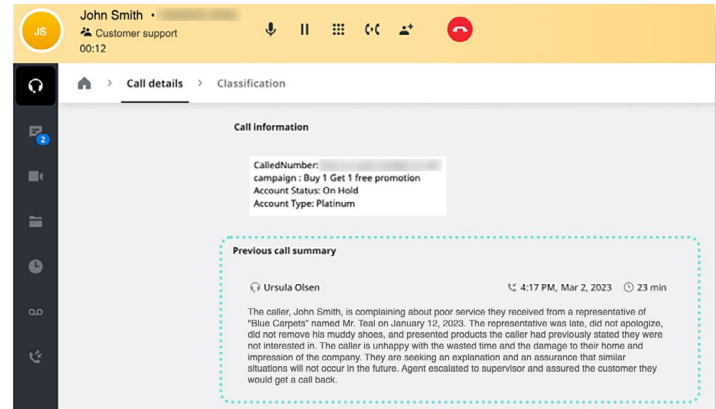 John Smith •
JS
Customer support
00:12
Call details
Classification
2
Call information
CalledNumber:
campaign : Buy 1 Get 1 free promotion
Account Status: On Hold
Account Type: Platinum
Previous call summary
Ursula Olsen
4:17 PM, Mar 2, 2023
23 min
The caller, John Smith, is complaining about poor service they received from a representative of
"Blue Carpets" named Mr. Teal on January 12, 2023. The representative was late, did not apologize,
did not remove his muddy shoes, and presented products the caller had previously stated they were
not interested in. The caller is unhappy with the wasted time and the damage to their home and
impression of the company. They are seeking an explanation and an assurance that similar
situations will not occur in the future. Agent escalated to supervisor and assured the customer they
would get a call back.